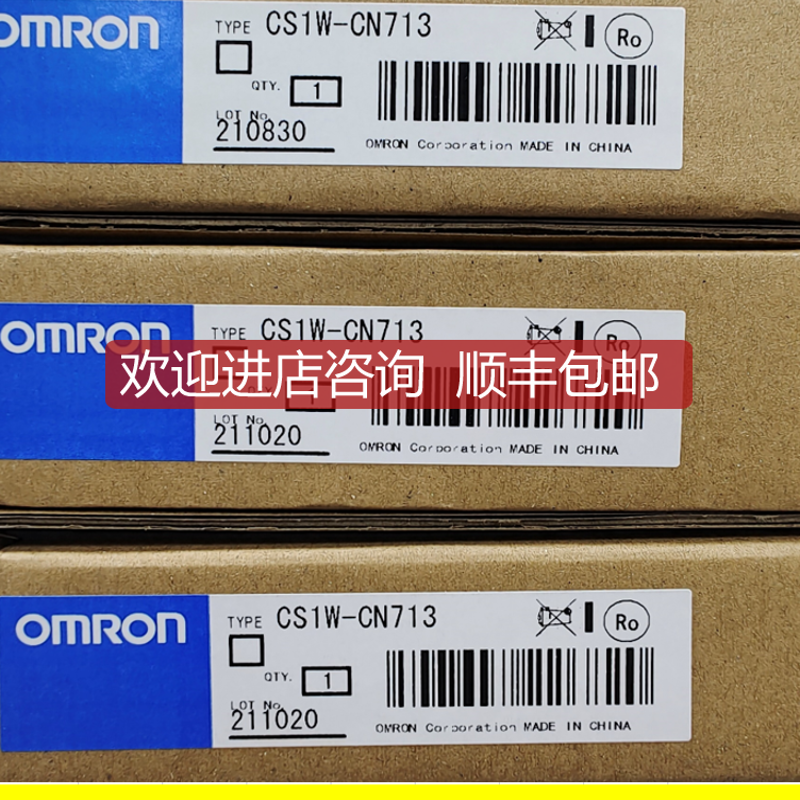 OMRON TYPE CS1W-CN713
Ro
QTY. 1
LOT No.
210830
OMRON Corporation MADE IN CHINA
OMRON TYPE CS1W-CN713
Ro
欢迎进店咨询 顺丰包邮
QTY. 1
LOT No.
211020
OMRON Corporation MADE IN CHINA
OMRON TYPE CS1W-CN713
Ro
QTY. 1
LOT No.
211020
OMRON Corporation MADE IN CHINA